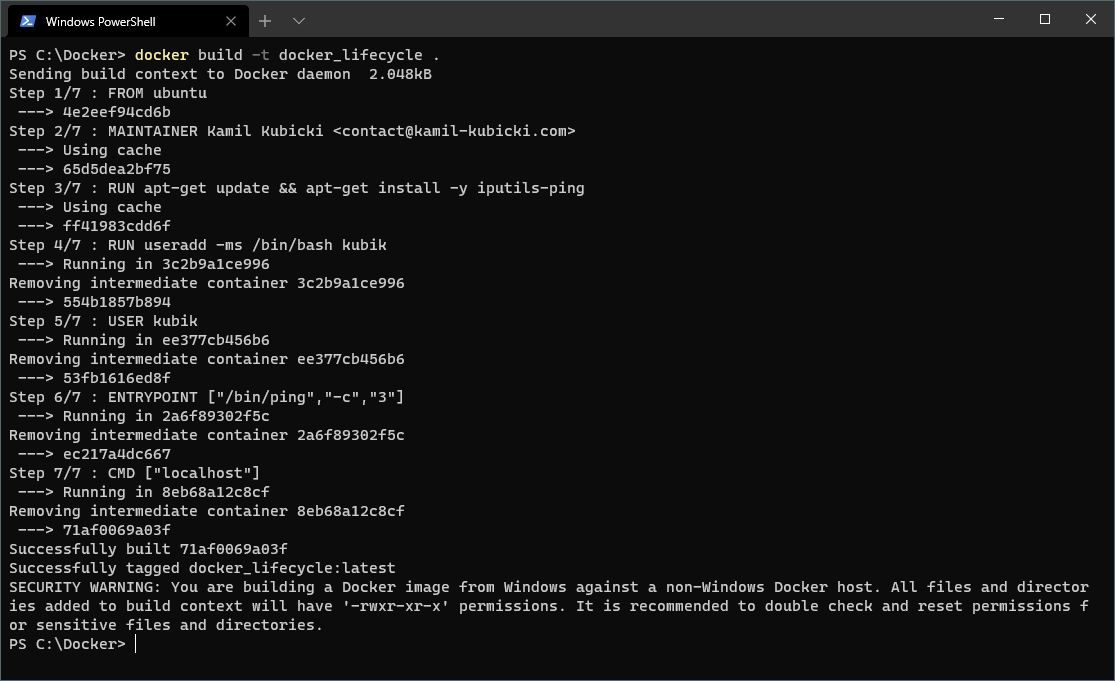 Windows PowerShell
PS C:\Docker> docker build -t docker_lifecycle .
Sending build context to Docker daemon  2.048kB
Step 1/7 : FROM ubuntu
 ---> 4e2eef94cd6b
Step 2/7 : MAINTAINER Kamil Kubicki <contact@kamil-kubicki.com>
 ---> Using cache
 ---> 65d5dea2bf75
Step 3/7 : RUN apt-get update && apt-get install -y iputils-ping
 ---> Using cache
 ---> ff41983cdd6f
Step 4/7 : RUN useradd -ms /bin/bash kubik
 ---> Running in 3c2b9a1ce996
Removing intermediate container 3c2b9a1ce996
 ---> 554b1857b894
Step 5/7 : USER kubik
 ---> Running in ee377cb456b6
Removing intermediate container ee377cb456b6
 ---> 53fb1616ed8f
Step 6/7 : ENTRYPOINT ["/bin/ping","-c","3"]
 ---> Running in 2a6f89302f5c
Removing intermediate container 2a6f89302f5c
 ---> ec217a4dc667
Step 7/7 : CMD ["localhost"]
 ---> Running in 8eb68a12c8cf
Removing intermediate container 8eb68a12c8cf
 ---> 71af0069a03f
Successfully built 71af0069a03f
Successfully tagged docker_lifecycle:latest
SECURITY WARNING: You are building a Docker image from Windows against a non-Windows Docker host. All files and director
ies added to build context will have '-rwxr-xr-x' permissions. It is recommended to double check and reset permissions f
or sensitive files and directories.
PS C:\Docker>